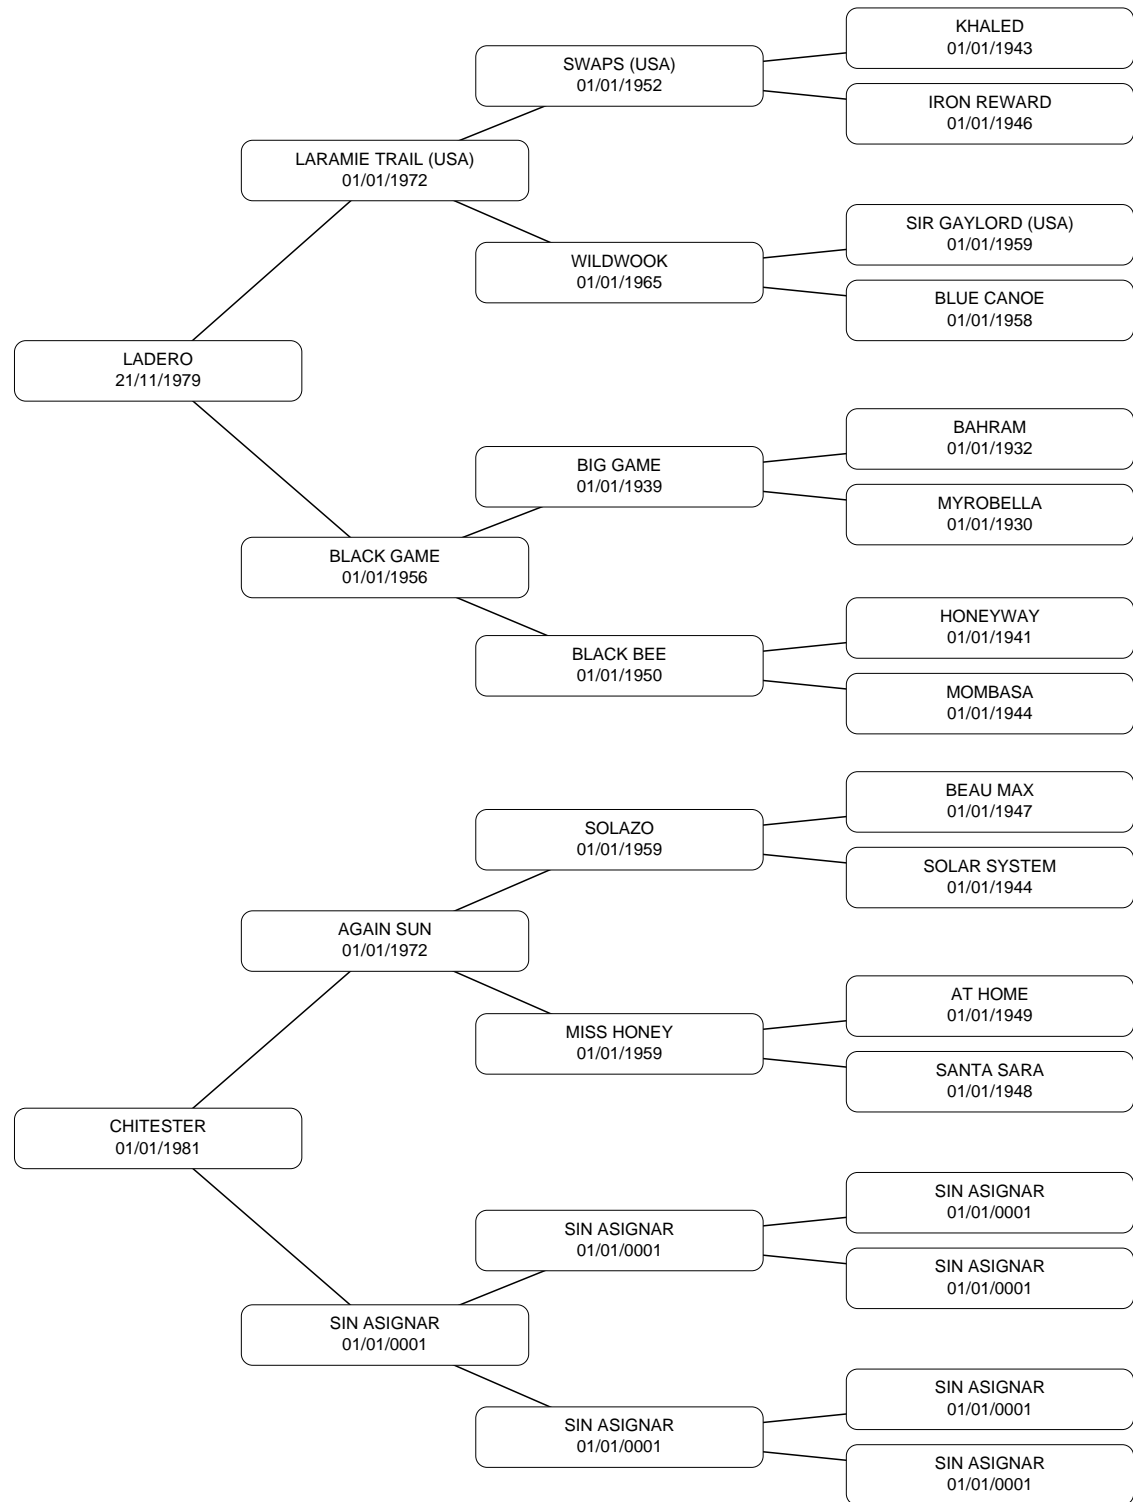 KHALED
01/01/1943
SWAPS (USA)
01/01/1952
IRON REWARD
01/01/1946
LARAMIE TRAIL (USA)
01/01/1972
SIR GAYLORD (USA)
01/01/1959
WILDWOOK
01/01/1965
BLUE CANOE
01/01/1958
LADERO
21/11/1979
BAHRAM
01/01/1932
BIG GAME
01/01/1939
MYROBELLA
01/01/1930
BLACK GAME
01/01/1956
HONEYWAY
01/01/1941
BLACK BEE
01/01/1950
MOMBASA
01/01/1944
BEAU MAX
01/01/1947
SOLAZO
01/01/1959
SOLAR SYSTEM
01/01/1944
AGAIN SUN
01/01/1972
AT HOME
01/01/1949
MISS HONEY
01/01/1959
SANTA SARA
01/01/1948
CHITESTER
01/01/1981
SIN ASIGNAR
01/01/0001
SIN ASIGNAR
01/01/0001
SIN ASIGNAR
01/01/0001
SIN ASIGNAR
01/01/0001
SIN ASIGNAR
01/01/0001
SIN ASIGNAR
01/01/0001
SIN ASIGNAR
01/01/0001